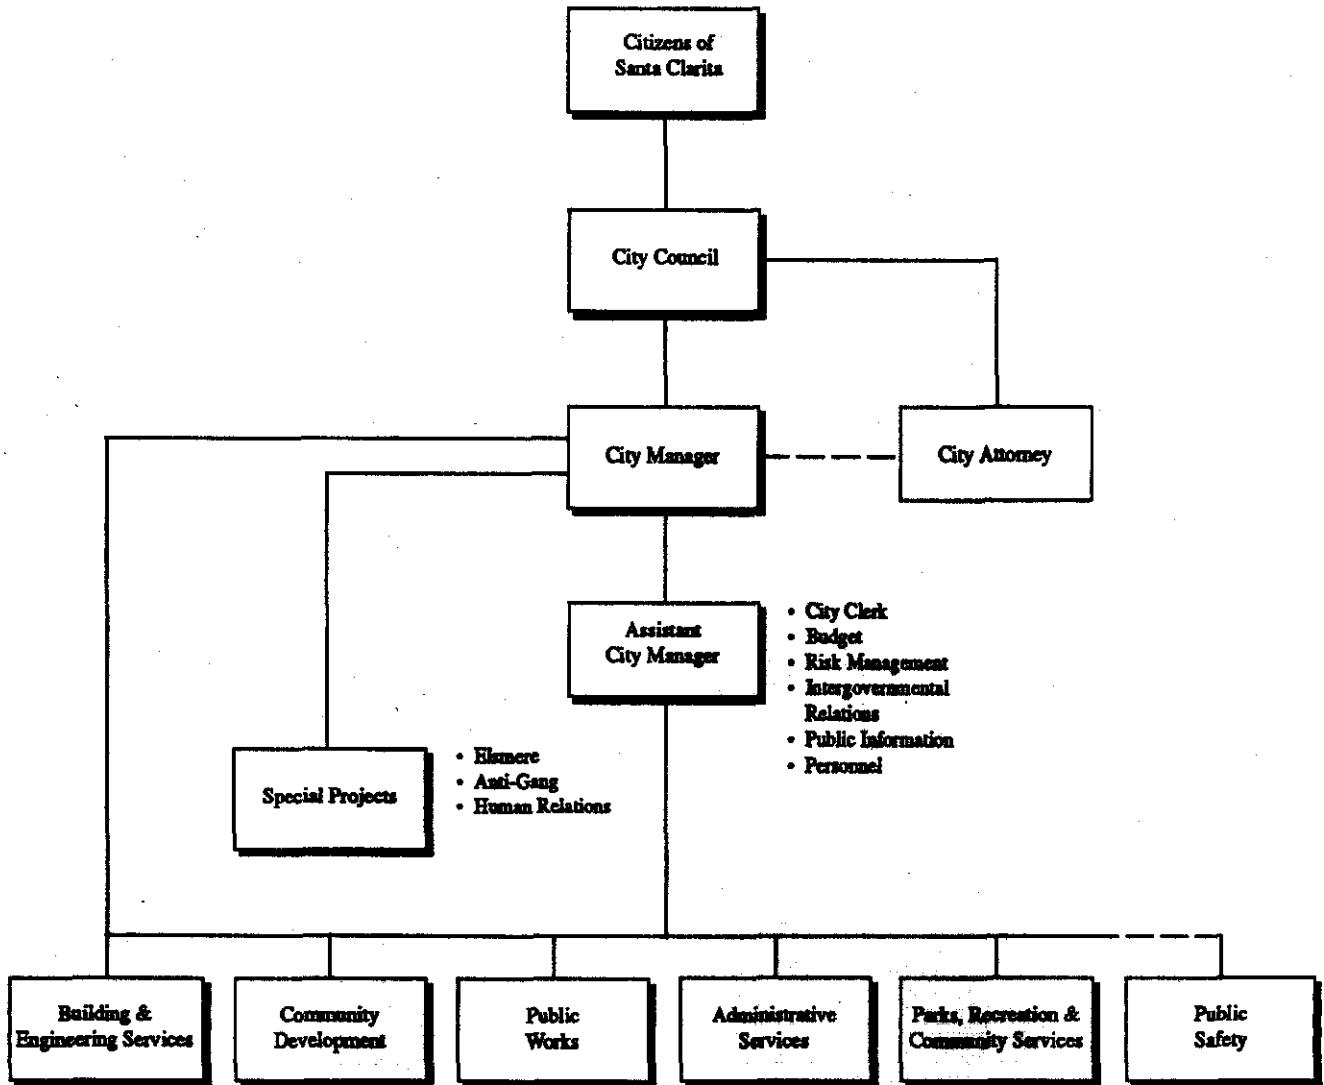 Citizens of
Santa Clarita
City Council
City Manager
City Attorney
Assistant
City Manager
• City Clerk
• Budget
• Risk Management
• Intergovernmental
Relations
• Public Information
• Personnel
Special Projects
• Elsmere
• Anti-Gang
• Human Relations
Building &
Engineering Services
Community
Development
Public
Works
Administrative
Services
Parks, Recreation &
Community Services
Public
Safety